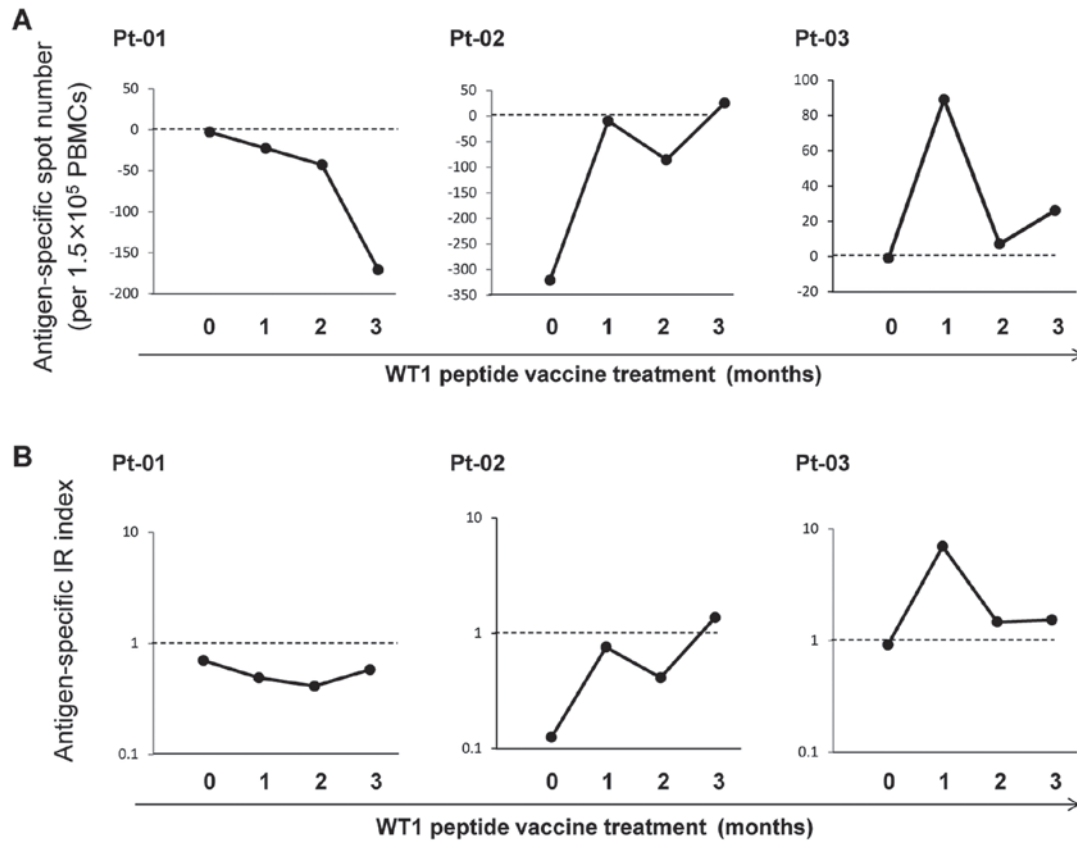 A
Pt-01
Pt-02
Pt-03
Antigen-specific spot number
(per 1.5×10⁵ PBMCs)
50
0
-50
-100
-150
-200
0 1 2 3
50
0
-50
-100
-150
-200
-250
-300
-350
0 1 2 3
100
80
60
40
20
0
-20
0 1 2 3
WT1 peptide vaccine treatment (months)
B
Pt-01
Pt-02
Pt-03
Antigen-specific IR index
10
1
0.1
0 1 2 3
10
1
0.1
0 1 2 3
10
1
0.1
0 1 2 3
WT1 peptide vaccine treatment (months)